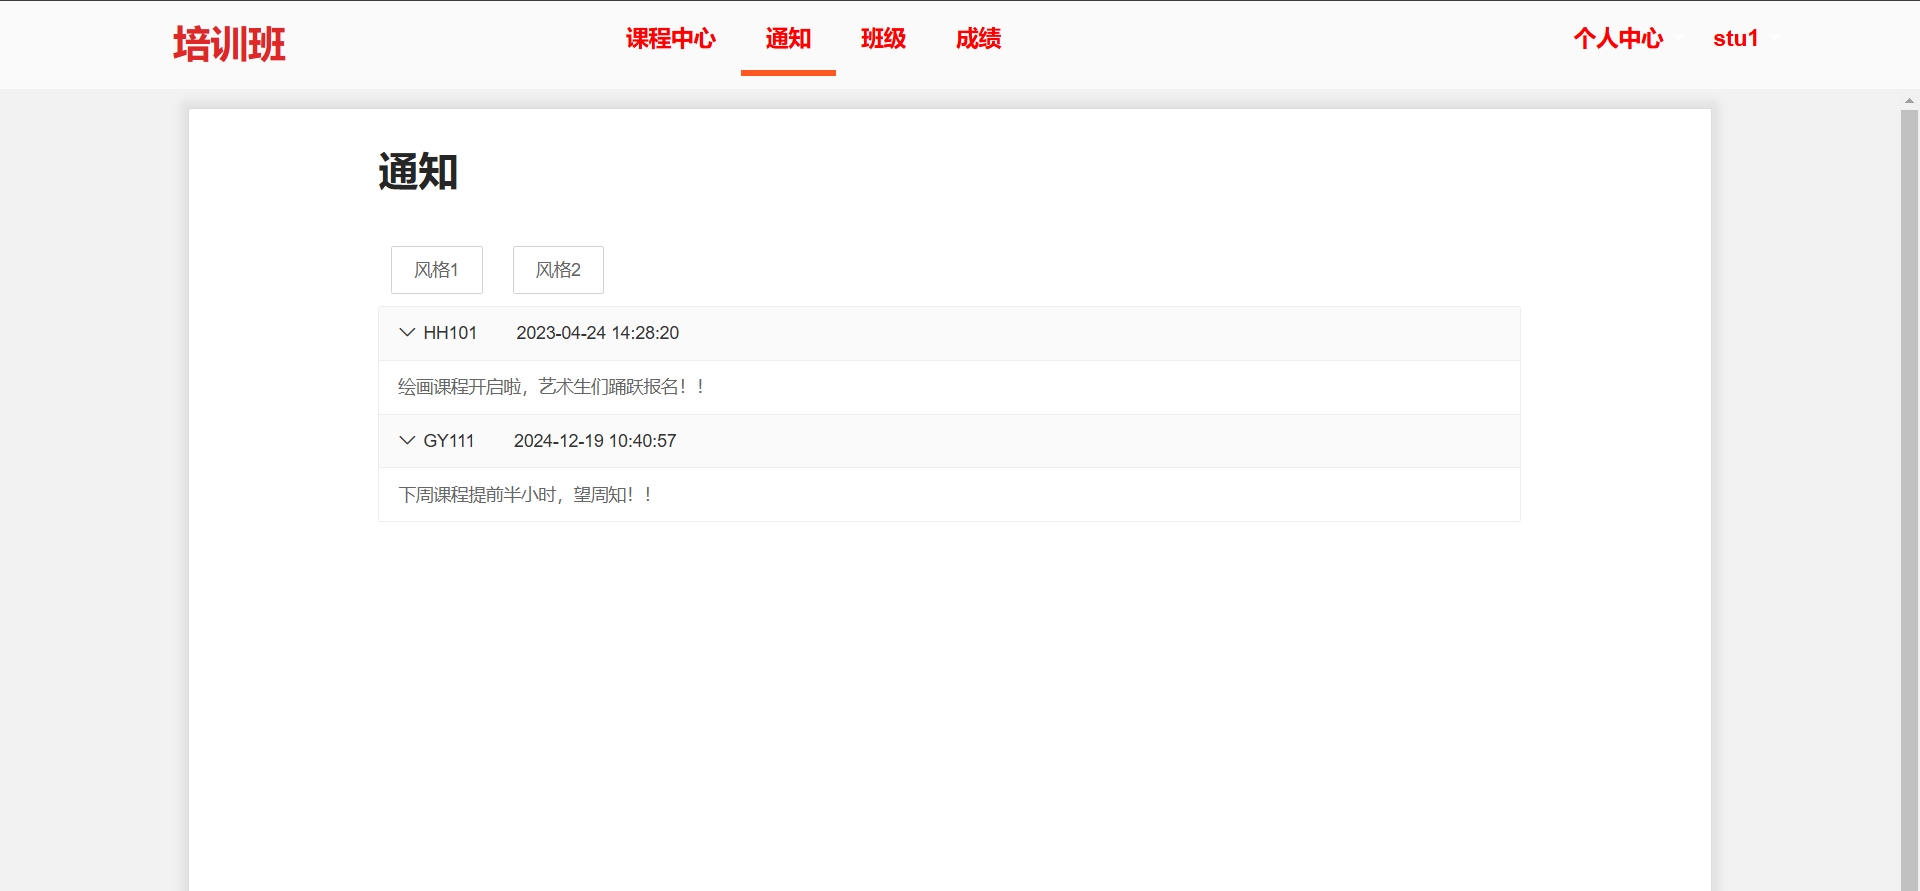 培训班
课程中心 通知 班级 成绩
个人中心 stu1
通知
风格1 风格2
HH101 2023-04-24 14:28:20
绘画课程开启啦，艺术生们踊跃报名！！
GY111 2024-12-19 10:40:57
下周课程提前半小时，望周知！！